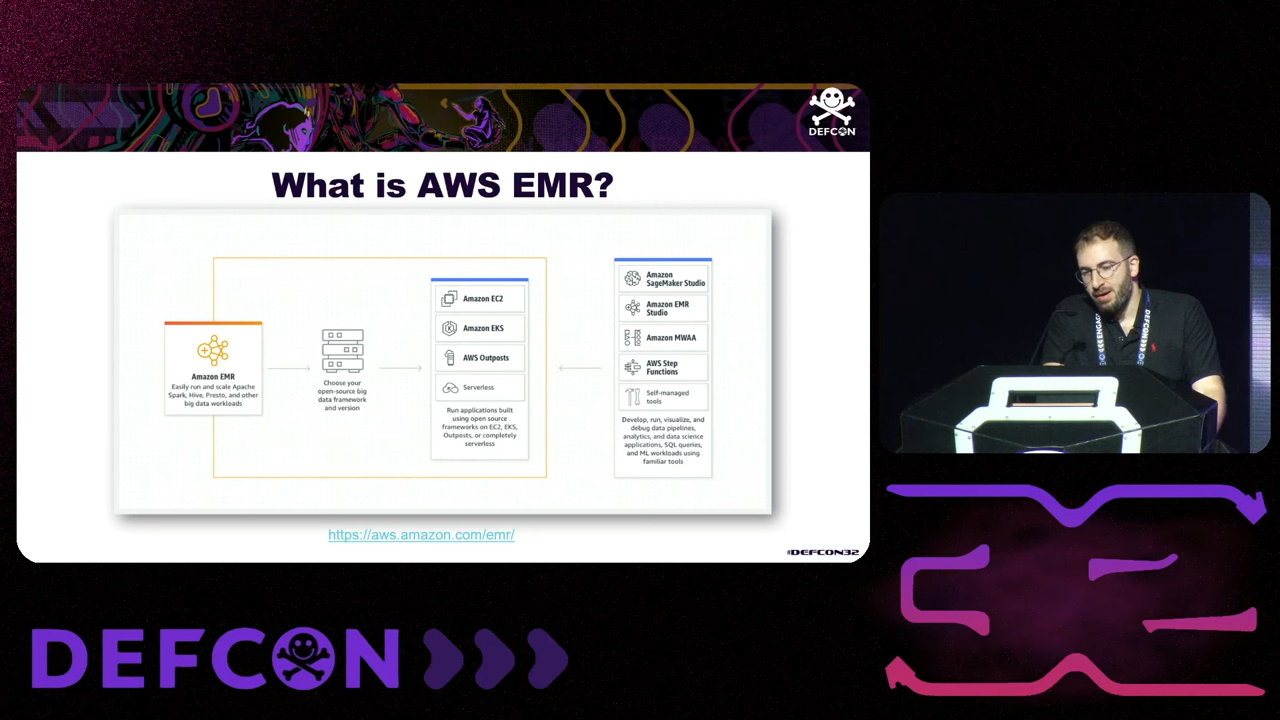 DEFCON
What is AWS EMR?
Amazon EMR
Easily run and scale Apache
Spark, Hive, Presto, and other
big data workloads
Choose your
open-source big
data framework
and version
Amazon EC2
Amazon EKS
AWS Outposts
Serverless
Run applications built
using open source
frameworks on EC2, EKS,
Outposts, or completely
serverless
Amazon
SageMaker Studio
Amazon EMR
Studio
Amazon MWAA
AWS Step
Functions
Self-managed
tools
Develop, run, visualize, and
debug data pipelines,
analytics, and data science
applications, SQL queries,
and ML workloads using
familiar tools
https://aws.amazon.com/emr/
#DEFCON32
DEFCON